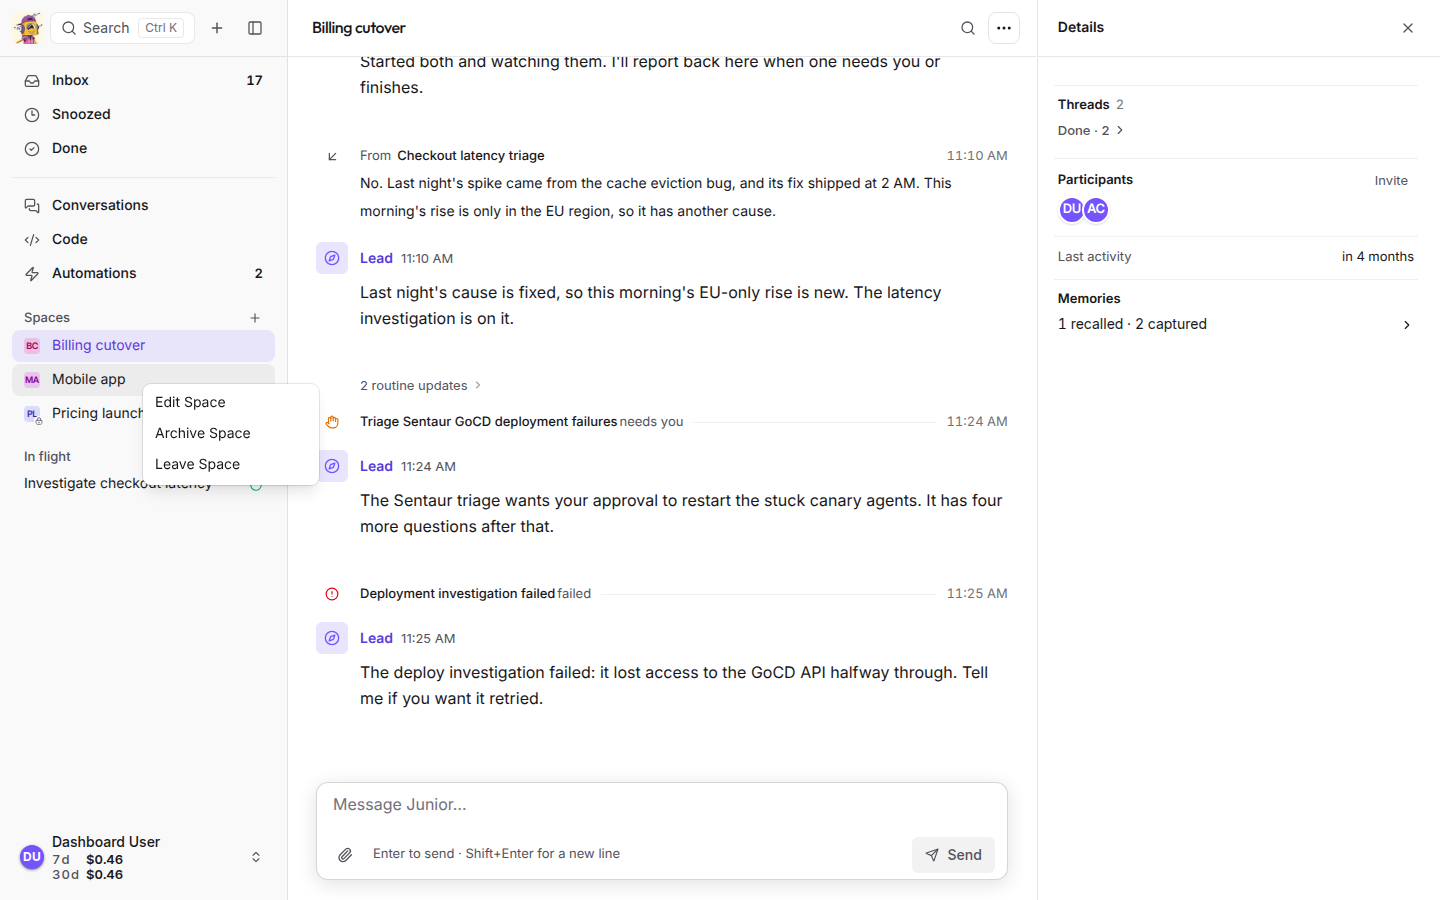 Search Ctrl K
Inbox 17
Snoozed
Done
Conversations
Code
Automations 2
Spaces
BC Billing cutover
MA Mobile app
PL Pricing launch
Edit Space
Archive Space
Leave Space
In flight
Investigate checkout latency
DU Dashboard User
7d $0.46
30d $0.46
Billing cutover
Started both and watching them. I'll report back here when one needs you or
finishes.
From Checkout latency triage 11:10 AM
No. Last night's spike came from the cache eviction bug, and its fix shipped at 2 AM. This
morning's rise is only in the EU region, so it has another cause.
Lead 11:10 AM
Last night's cause is fixed, so this morning's EU-only rise is new. The latency
investigation is on it.
2 routine updates
Triage Sentaur GoCD deployment failures needs you 11:24 AM
Lead 11:24 AM
The Sentaur triage wants your approval to restart the stuck canary agents. It has four
more questions after that.
Deployment investigation failed failed 11:25 AM
Lead 11:25 AM
The deploy investigation failed: it lost access to the GoCD API halfway through. Tell
me if you want it retried.
Message Junior...
Enter to send · Shift+Enter for a new line
Send
Details
Threads 2
Done · 2
Participants Invite
DU AC
Last activity in 4 months
Memories
1 recalled · 2 captured